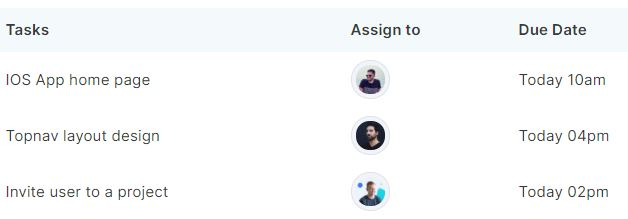 Tasks Assign to Due Date
IOS App home page Today 10am
Topnav layout design Today 04pm
Invite user to a project Today 02pm